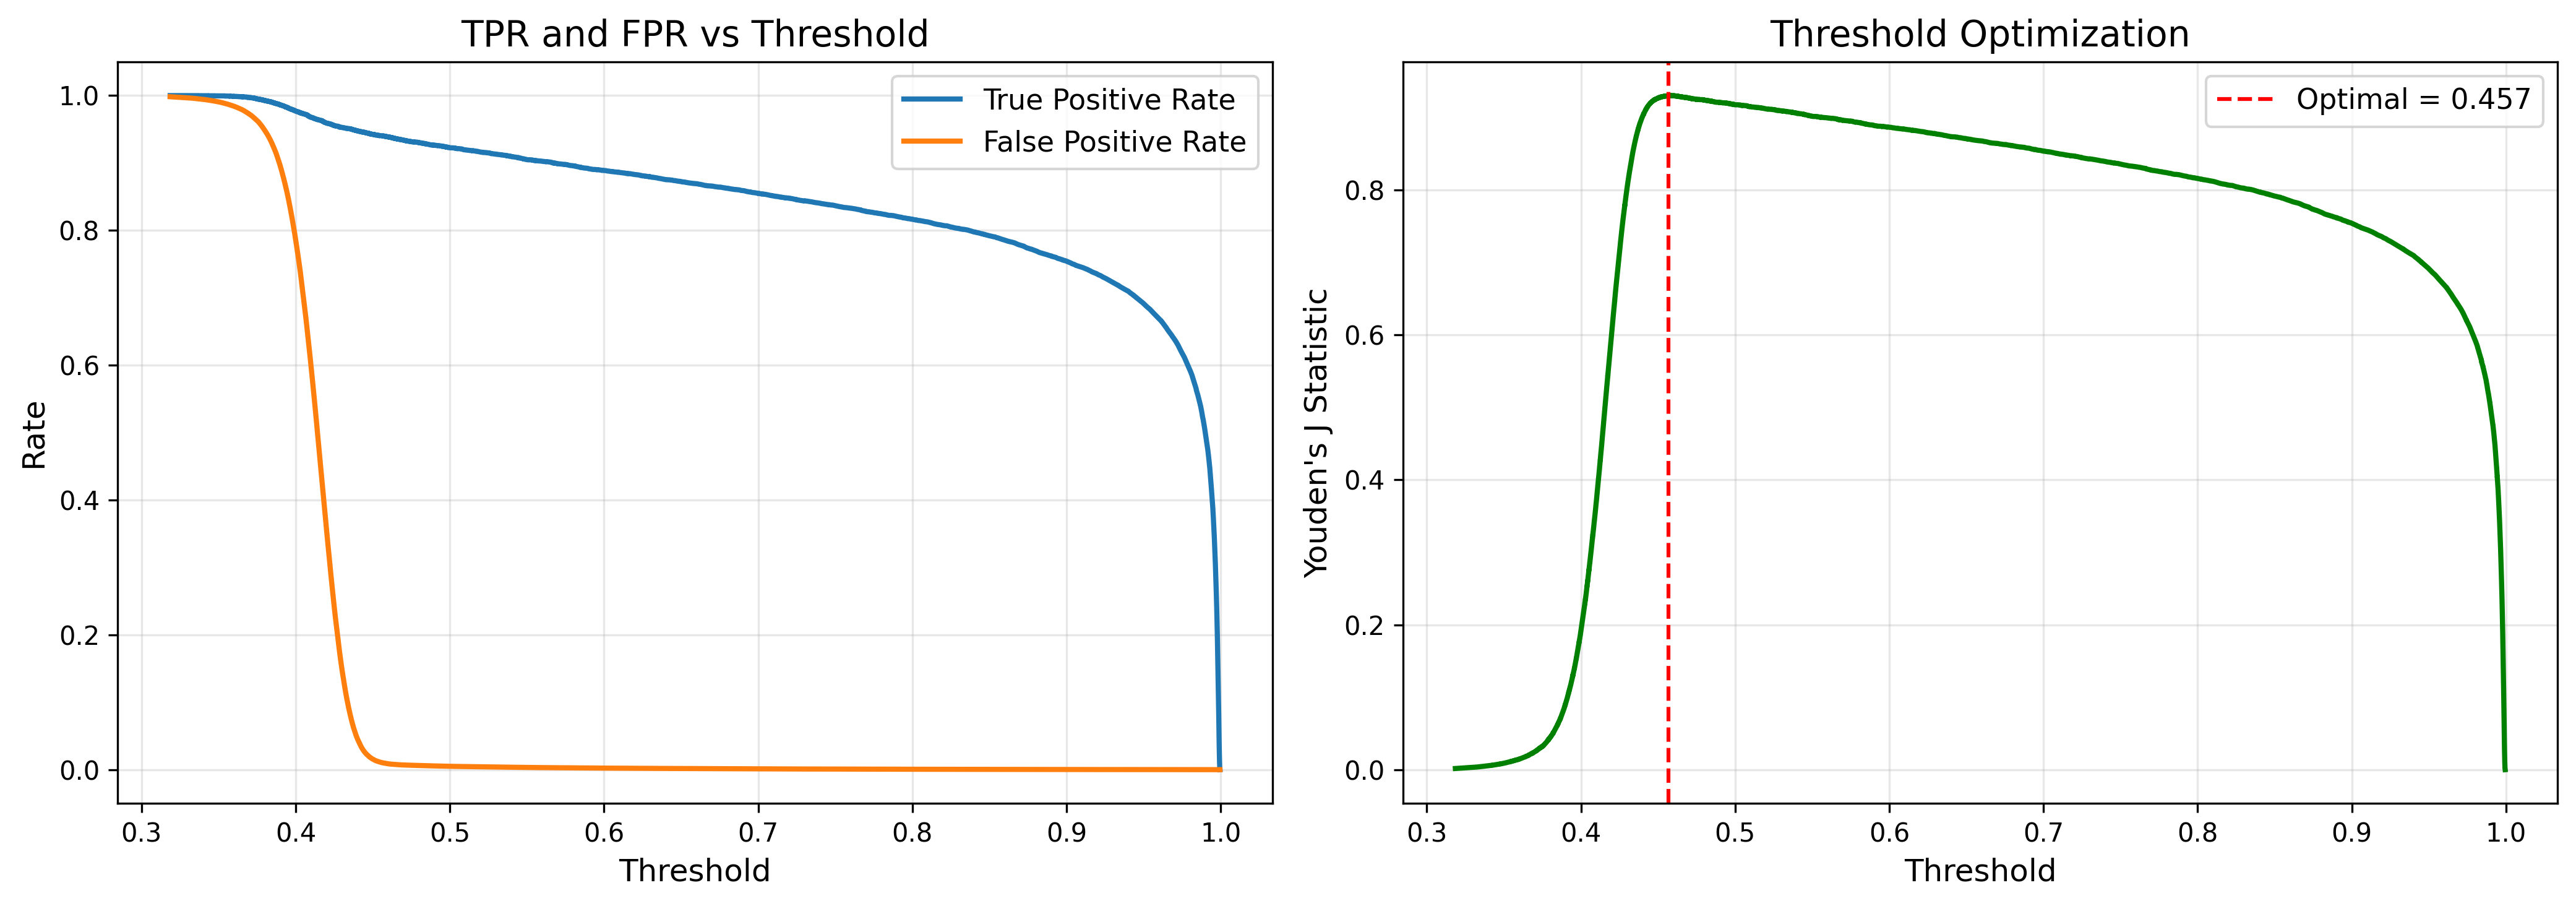 TPR and FPR vs Threshold
True Positive Rate
False Positive Rate
Rate
1.0
0.8
0.6
0.4
0.2
0.0
0.3 0.4 0.5 0.6 0.7 0.8 0.9 1.0
Threshold
Threshold Optimization
Optimal = 0.457
Youden's J Statistic
0.8
0.6
0.4
0.2
0.0
0.3 0.4 0.5 0.6 0.7 0.8 0.9 1.0
Threshold